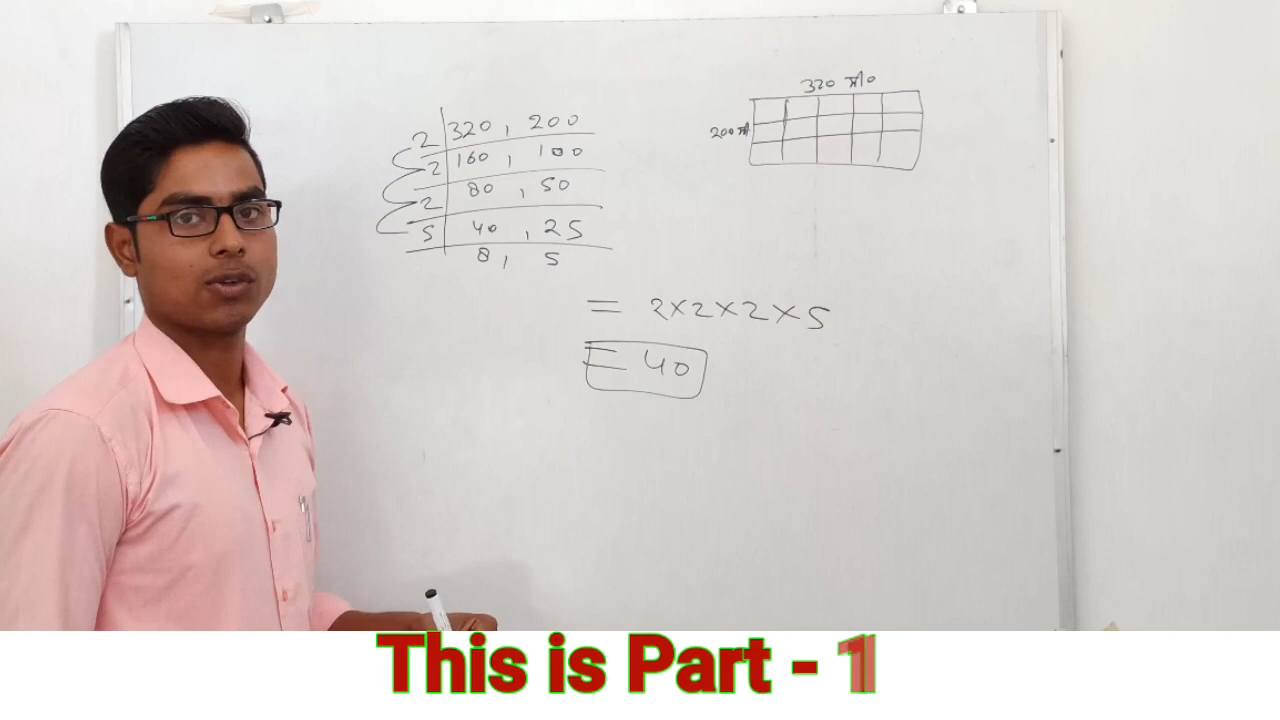 2 320 , 200
2 160 , 100
2 80 , 50
5 40 , 25
8 , 5
= 2×2×2×5
= 40
320 मी०
200 मी
This is Part - 1